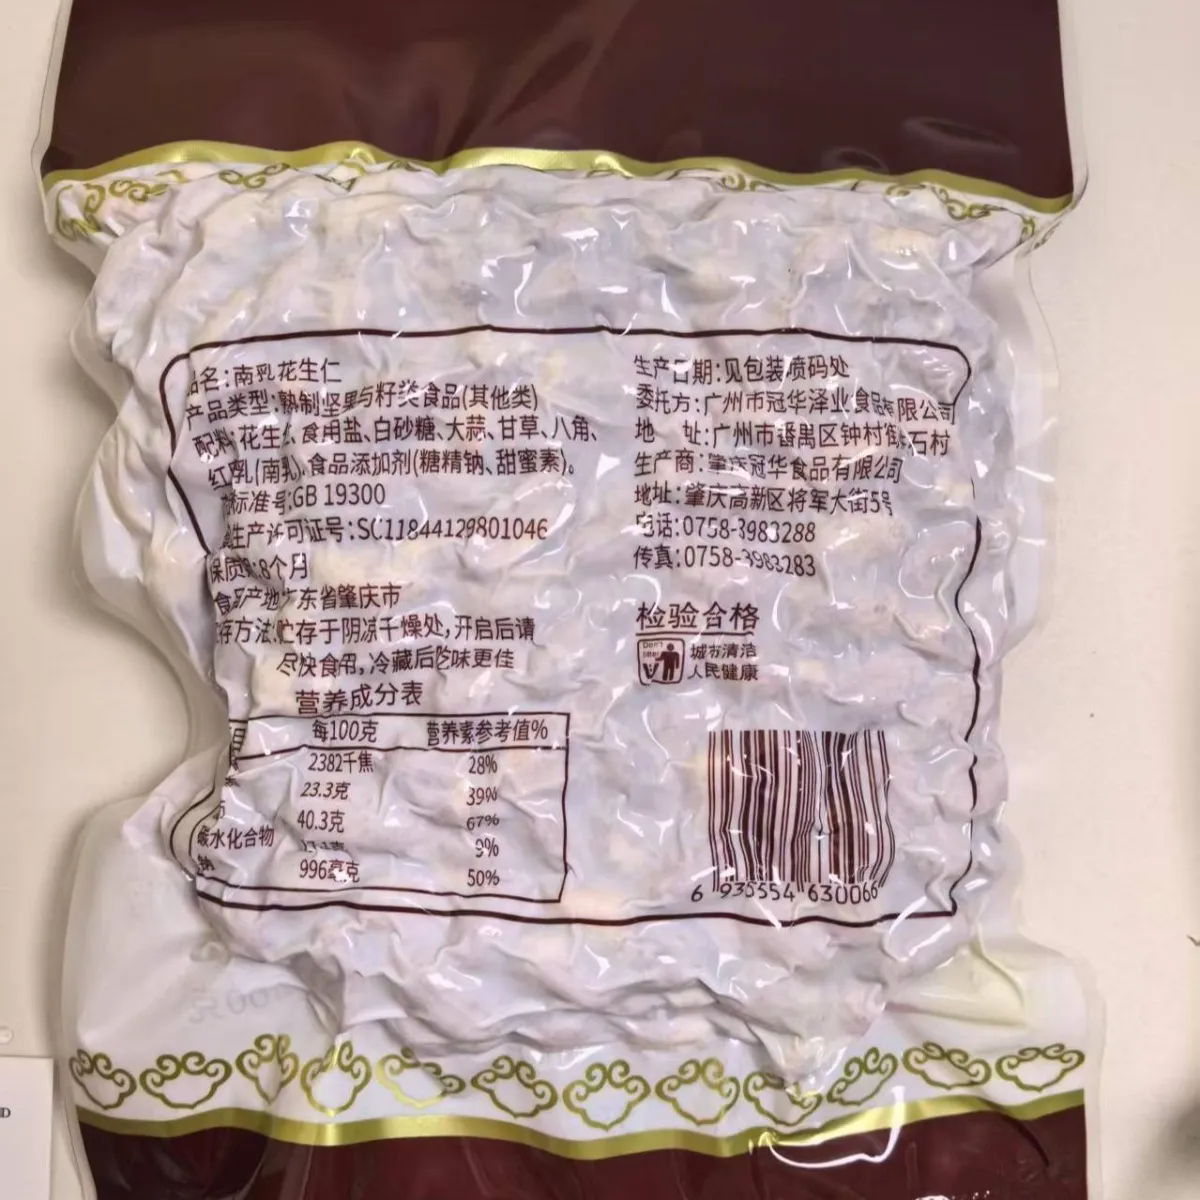 品名:南乳花生仁
产品类型:熟制坚果与籽类食品(其他类)
配料:花生仁、食用盐、白砂糖、大蒜、甘草、八角、
红腐乳(南乳)、食品添加剂(糖精钠、甜蜜素)。
标准号:GB 19300
生产许可证号:SC11844129801046
保质期:8个月
食品产地:广东省肇庆市
贮存方法:贮存于阴凉干燥处,开启后请
尽快食用,冷藏后吃味更佳
营养成分表
每100克 营养素参考值%
2382千焦 28%
23.3克 39%
40.3克 67%
碳水化合物 9%
钠 996毫克 50%
生产日期:见包装喷码处
委托方:广州市冠华泽业食品有限公司
地 址:广州市番禺区钟村街 石村
生产商:肇庆冠华食品有限公司
地址:肇庆高新区将军大街5号
电话:0758-3983288
传真:0758-3983283
检验合格
城市清洁
人民健康
6 935554 630066